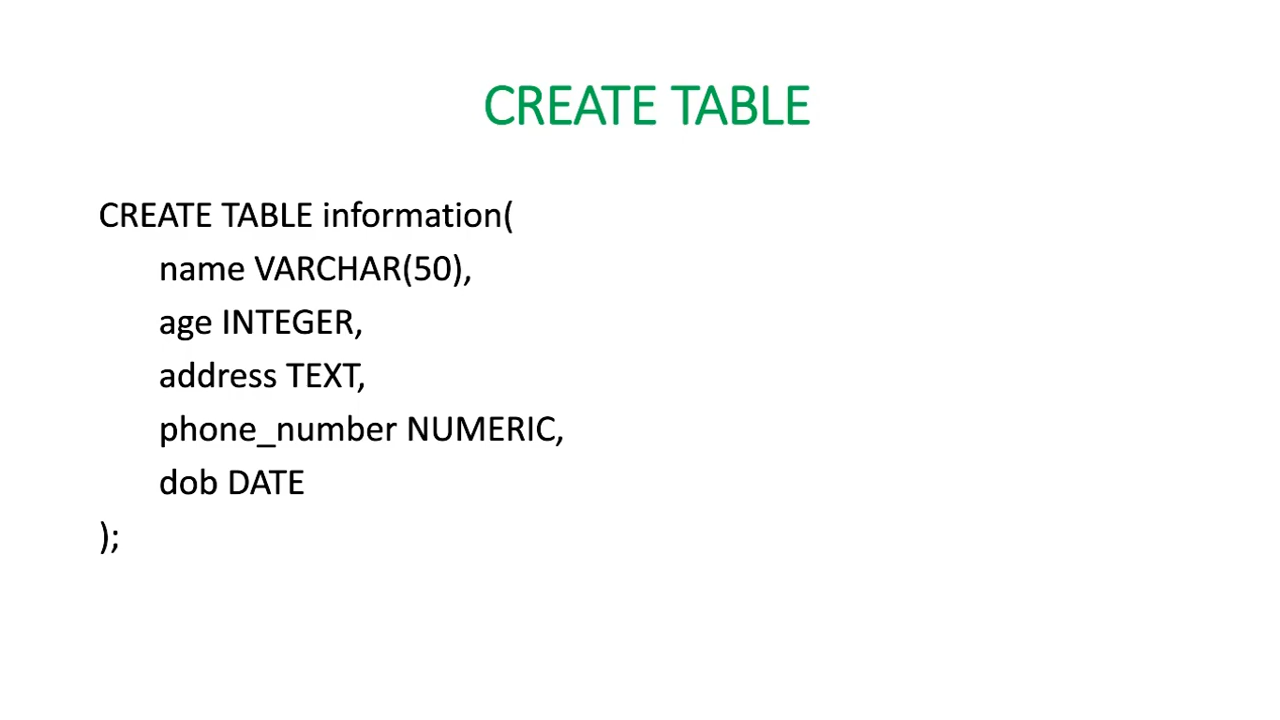 CREATE TABLE
CREATE TABLE information(
name VARCHAR(50),
age INTEGER,
address TEXT,
phone_number NUMERIC,
dob DATE
);